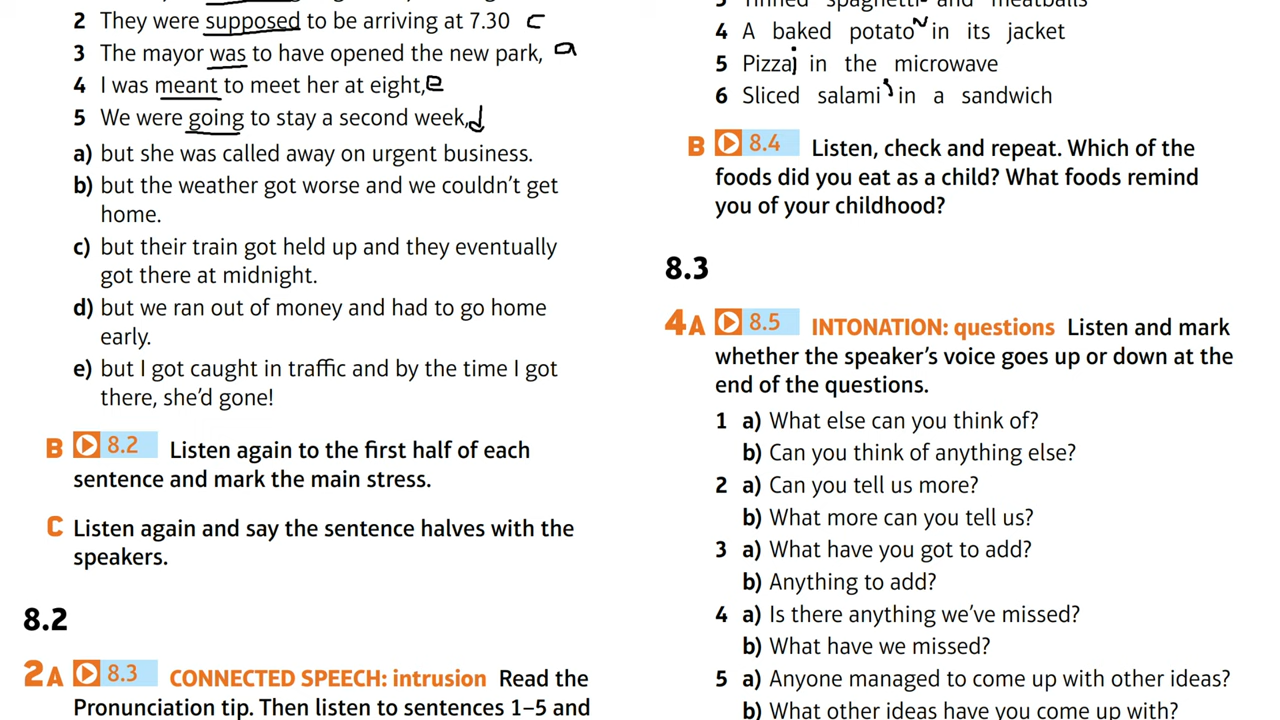 2 They were supposed to be arriving at 7.30 c
3 The mayor was to have opened the new park, a
4 I was meant to meet her at eight, e
5 We were going to stay a second week, d
a) but she was called away on urgent business.
b) but the weather got worse and we couldn't get
home.
c) but their train got held up and they eventually
got there at midnight.
d) but we ran out of money and had to go home
early.
e) but I got caught in traffic and by the time I got
there, she'd gone!
B 8.2 Listen again to the first half of each
sentence and mark the main stress.
C Listen again and say the sentence halves with the
speakers.
8.2
2A 8.3 CONNECTED SPEECH: intrusion Read the
Pronunciation tip. Then listen to sentences 1–5 and
3 Tinned spaghetti and meatballs
4 A baked potato in its jacket
5 Pizza in the microwave
6 Sliced salami in a sandwich
B 8.4 Listen, check and repeat. Which of the
foods did you eat as a child? What foods remind
you of your childhood?
8.3
4A 8.5 INTONATION: questions Listen and mark
whether the speaker's voice goes up or down at the
end of the questions.
1 a) What else can you think of?
b) Can you think of anything else?
2 a) Can you tell us more?
b) What more can you tell us?
3 a) What have you got to add?
b) Anything to add?
4 a) Is there anything we've missed?
b) What have we missed?
5 a) Anyone managed to come up with other ideas?
b) What other ideas have you come up with?